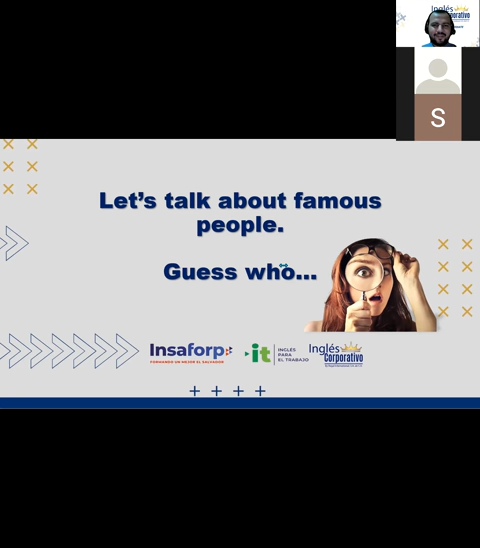 Inglés
Corporativo
S
Let's talk about famous
people.
Guess who...
Insaforp
FORMANDO UN MEJOR EL SALVADOR
it
INGLÉS
PARA
EL TRABAJO
Inglés
Corporativo